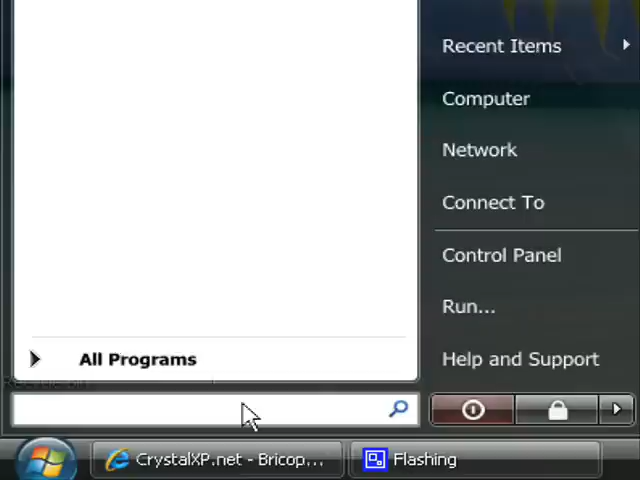 Recent Items
Computer
Network
Connect To
Control Panel
Run...
Help and Support
All Programs
CrystalXP.net - Bricop...
Flashing